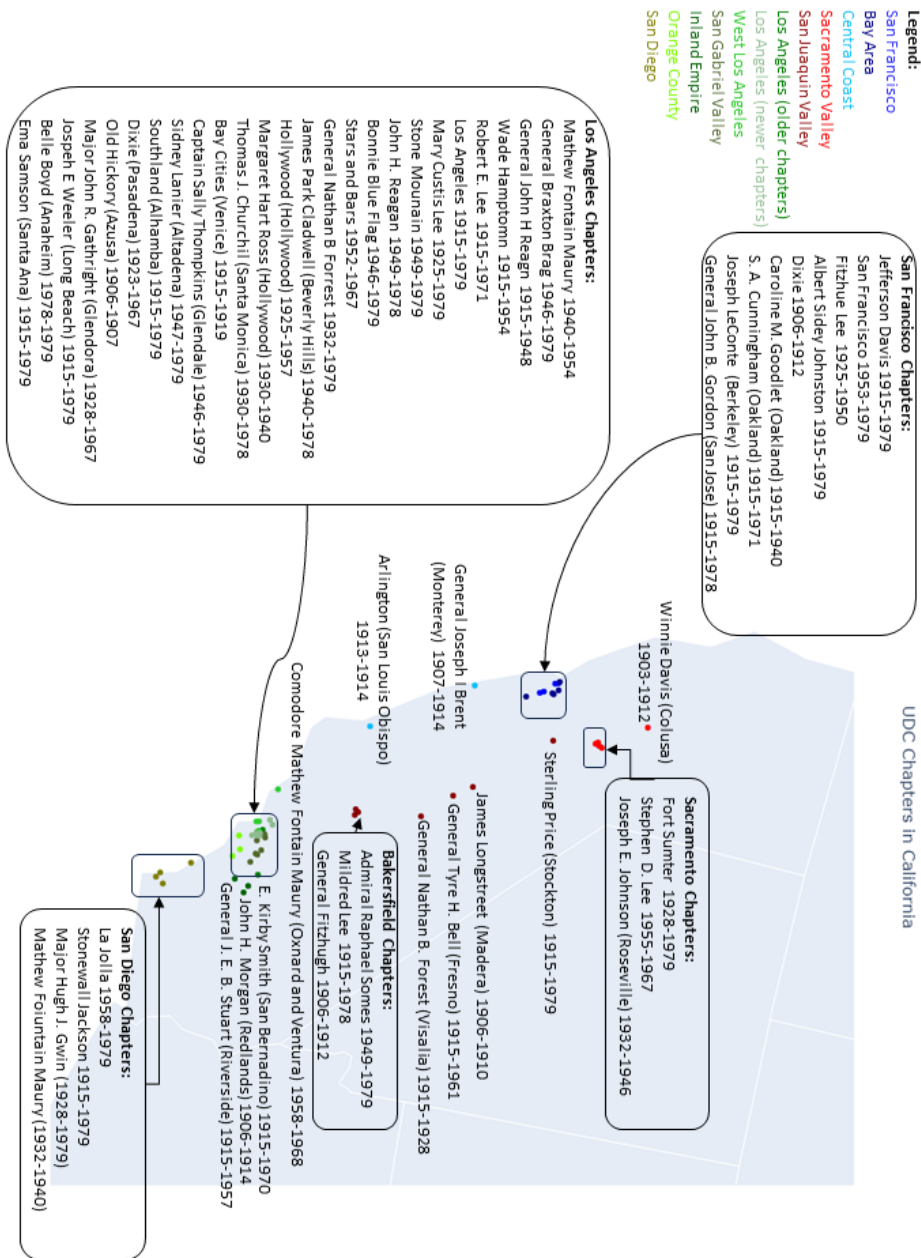 UDC Chapters in California
Legend:
San Francisco
Bay Area
Central Coast
Sacramento Valley
San Juaquin Valley
Los Angeles (older chapters)
Los Angeles (newer chapters)
West Los Angeles
San Gabriel Valley
Inland Empire
Orange County
San Diego
San Francisco Chapters:
Jefferson Davis 1915-1979
San Francisco 1953-1979
Fitzhue Lee 1925-1950
Albert Sidey Johnston 1915-1979
Dixie 1906-1912
Caroline M.Goodlet (Oakland) 1915-1940
S. A. Cunningham (Oakland) 1915-1971
Joseph LeConte (Berkeley) 1915-1979
General John B. Gordon (San Jose) 1915-1978
Winnie Davis (Colusa)
1903-1912
Sacramento Chapters:
Fort Sumter 1928-1979
Stephen D. Lee 1955-1967
Joseph E. Johnson (Roseville) 1932-1946
Sterling Price (Stockton) 1915-1979
General Joseph I Brent
(Monterey) 1907-1914
James Longstreet (Madera) 1906-1910
General Tyre H. Bell (Fresno) 1915-1961
General Nathan B. Forest (Visalia) 1915-1928
Arlington (San Louis Obispo)
1913-1914
Bakersfield Chapters:
Admiral Raphael Somes 1949-1979
Mildred Lee 1915-1978
General Fitzhugh 1906-1912
Comodore Mathew Fontain Maury (Oxnard and Ventura) 1958-1968
E. Kirby Smith (San Bernadino) 1915-1970
John H. Morgan (Redlands) 1906-1914
General J. E. B. Stuart (Riverside) 1915-1957
Los Angeles Chapters:
Mathew Fontain Maury 1940-1954
General Braxton Brag 1946-1979
General John H Reagn 1915-1948
Wade Hamptomn 1915-1954
Robert E. Lee 1915-1971
Los Angeles 1915-1979
Mary Custis Lee 1925-1979
Stone Mounain 1949-1979
John H. Reagan 1949-1978
Bonnie Blue Flag 1946-1979
Stars and Bars 1952-1967
General Nathan B Forrest 1932-1979
James Park Cladwell (Beverly Hills) 1940-1978
Hollywood (Hollywood) 1925-1957
Margaret Hart Ross (Hollywood) 1930-1940
Thomas J. Churchil (Santa Monica) 1930-1978
Bay Cities (Venice) 1915-1919
Captain Sally Thompkins (Glendale) 1946-1979
Sidney Lanier (Altadena) 1947-1979
Southland (Alhamba) 1915-1979
Dixie (Pasadena) 1923-1967
Old Hickory (Azusa) 1906-1907
Major John R. Gathright (Glendora) 1928-1967
Jospeh E Weeler (Long Beach) 1915-1979
Belle Boyd (Anaheim) 1978-1979
Ema Samson (Santa Ana) 1915-1979
San Diego Chapters:
La Jolla 1958-1979
Stonewall Jackson 1915-1979
Major Hugh J. Gwin (1928-1979)
Mathew Foiuntain Maury (1932-1940)